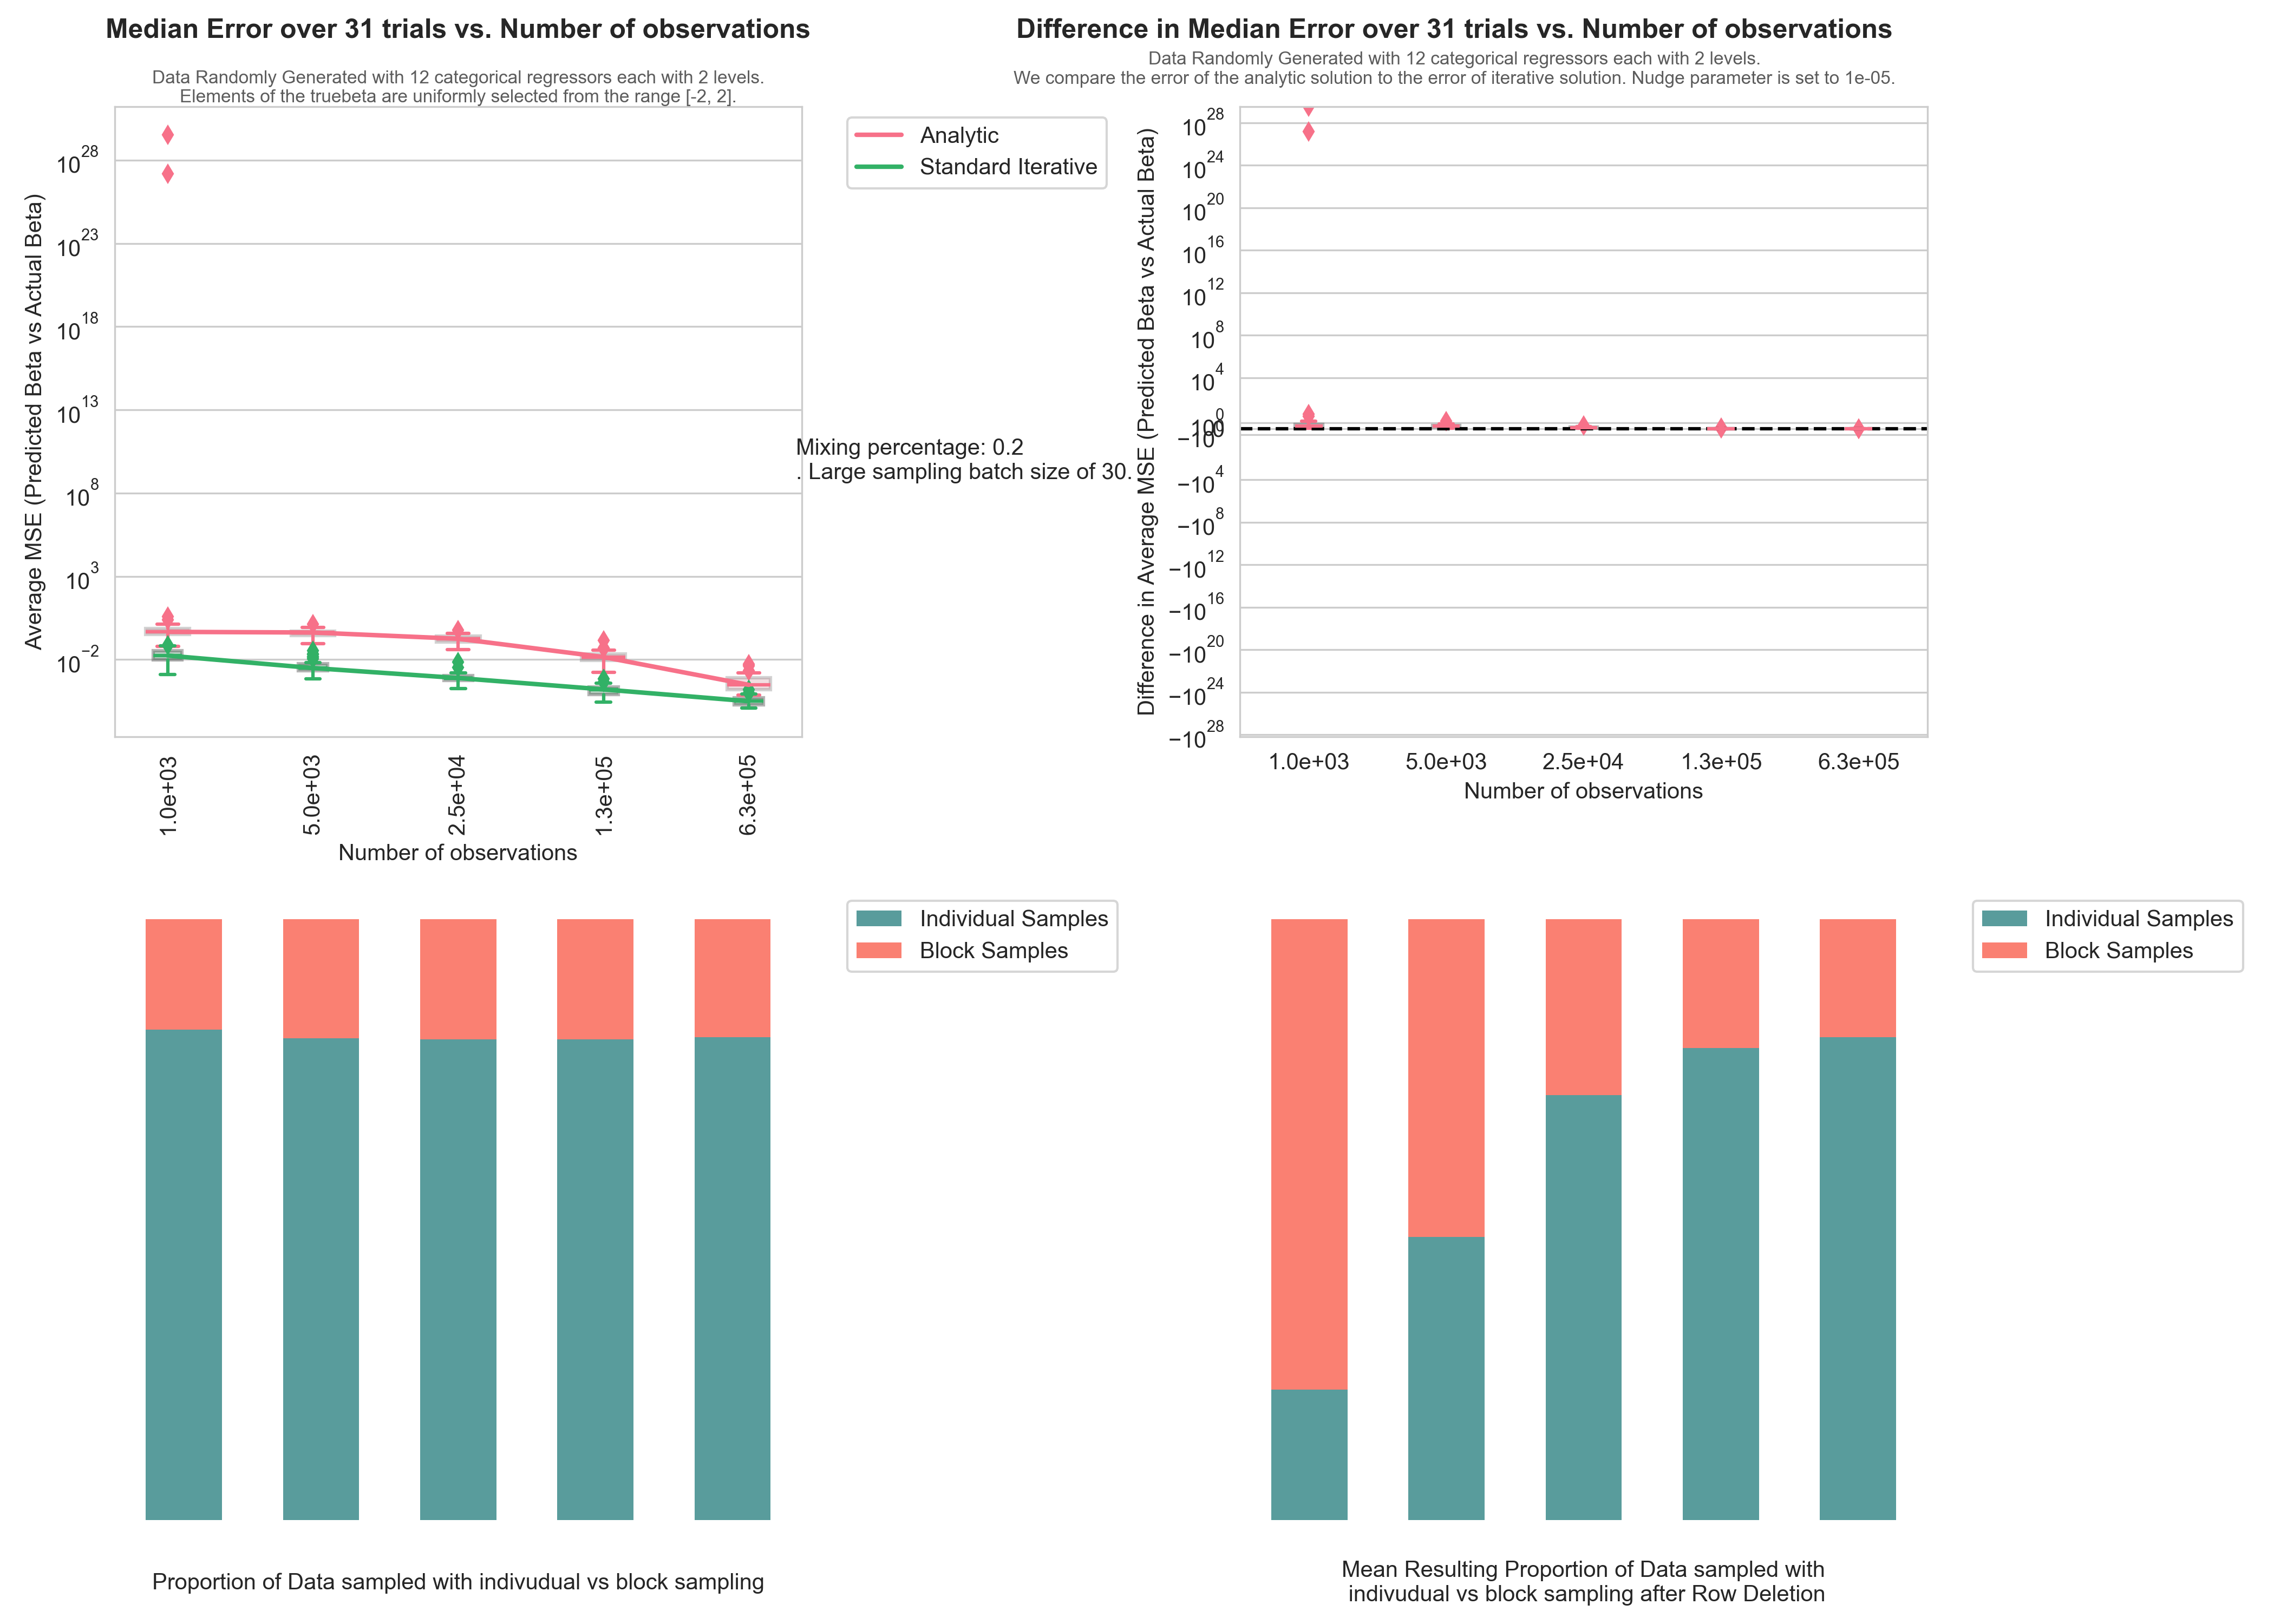 Median Error over 31 trials vs. Number of observations
Data Randomly Generated with 12 categorical regressors each with 2 levels.
Elements of the truebeta are uniformly selected from the range [-2, 2].
Average MSE (Predicted Beta vs Actual Beta)
10^28
10^23
10^18
10^13
10^8
10^3
10^−2
1.0e+03
5.0e+03
2.5e+04
1.3e+05
6.3e+05
Number of observations
Analytic
Standard Iterative
Mixing percentage: 0.2
. Large sampling batch size of 30.
Difference in Median Error over 31 trials vs. Number of observations
Data Randomly Generated with 12 categorical regressors each with 2 levels.
We compare the error of the analytic solution to the error of iterative solution. Nudge parameter is set to 1e-05.
Difference in Average MSE (Predicted Beta vs Actual Beta)
10^28
10^24
10^20
10^16
10^12
10^8
10^4
10^0
0
−10^0
−10^4
−10^8
−10^12
−10^16
−10^20
−10^24
−10^28
1.0e+03
5.0e+03
2.5e+04
1.3e+05
6.3e+05
Number of observations
Individual Samples
Block Samples
Proportion of Data sampled with indivudual vs block sampling
Individual Samples
Block Samples
Mean Resulting Proportion of Data sampled with
indivudual vs block sampling after Row Deletion